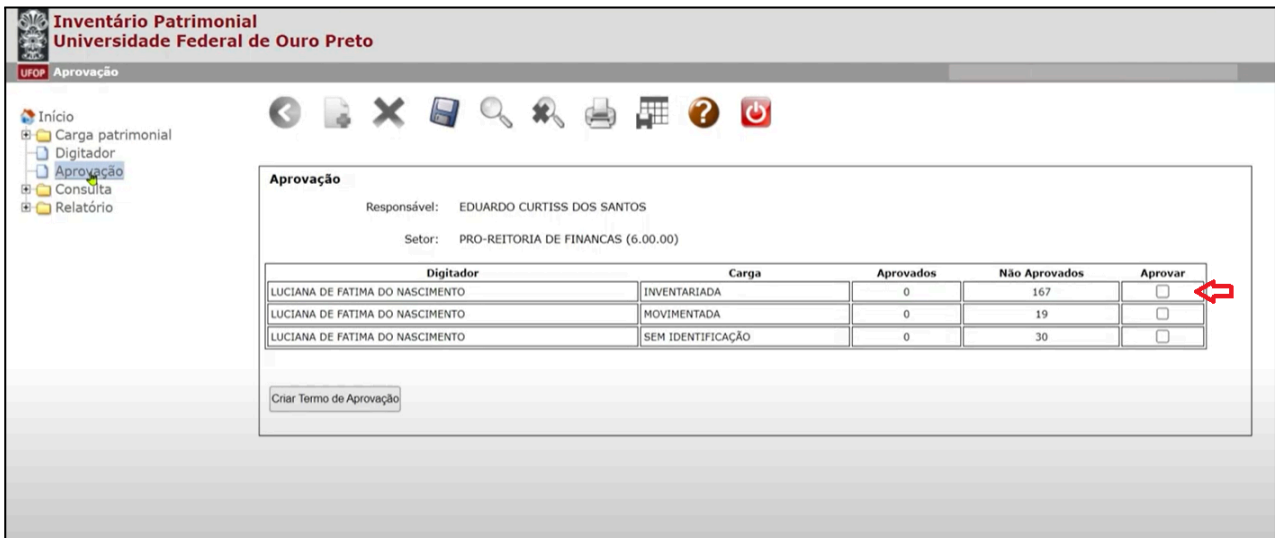 Inventário Patrimonial
Universidade Federal de Ouro Preto
UFOP Aprovação
Início
Carga patrimonial
Digitador
Aprovação
Consulta
Relatório
Aprovação
Responsável: EDUARDO CURTISS DOS SANTOS
Setor: PRO-REITORIA DE FINANCAS (6.00.00)
Digitador Carga Aprovados Não Aprovados Aprovar
LUCIANA DE FATIMA DO NASCIMENTO INVENTARIADA 0 167
LUCIANA DE FATIMA DO NASCIMENTO MOVIMENTADA 0 19
LUCIANA DE FATIMA DO NASCIMENTO SEM IDENTIFICAÇÃO 0 30
Criar Termo de Aprovação